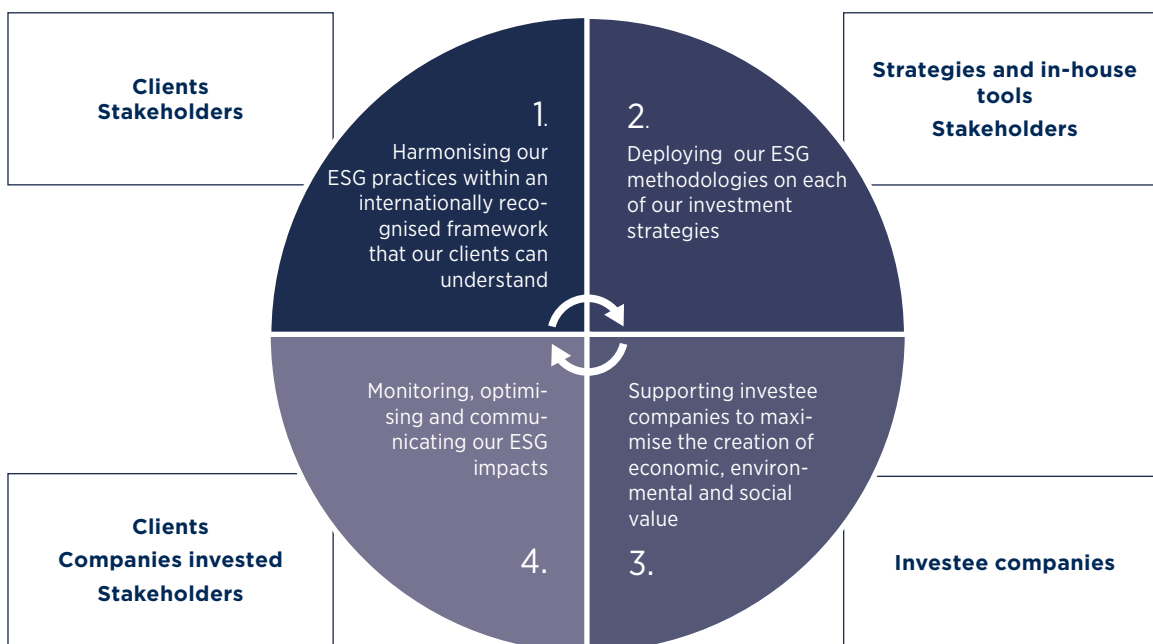 Clients
Stakeholders
1.
Harmonising our
ESG practices within an
internationally reco-
gnised framework
that our clients can
understand
2.
Deploying our ESG
methodologies on each
of our investment
strategies
Strategies and in-house
tools
Stakeholders
Clients
Companies invested
Stakeholders
Monitoring, optimi-
sing and commu-
nicating our ESG
impacts
4.
Supporting investee
companies to maxi-
mise the creation of
economic, environ-
mental and social
value
3.
Investee companies